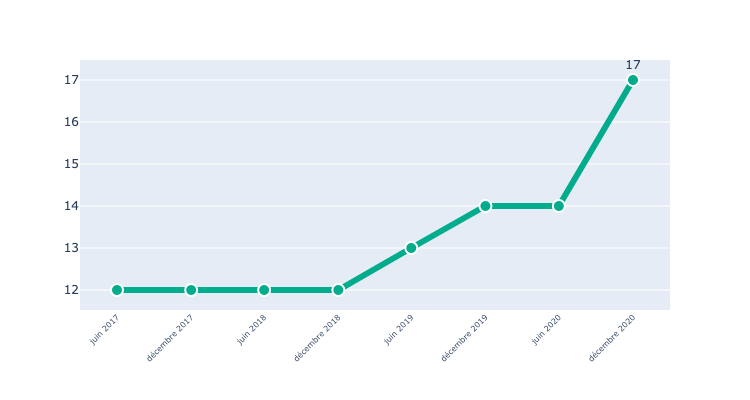 17
17
16
15
14
13
12
juin 2017
décembre 2017
juin 2018
décembre 2018
juin 2019
décembre 2019
juin 2020
décembre 2020